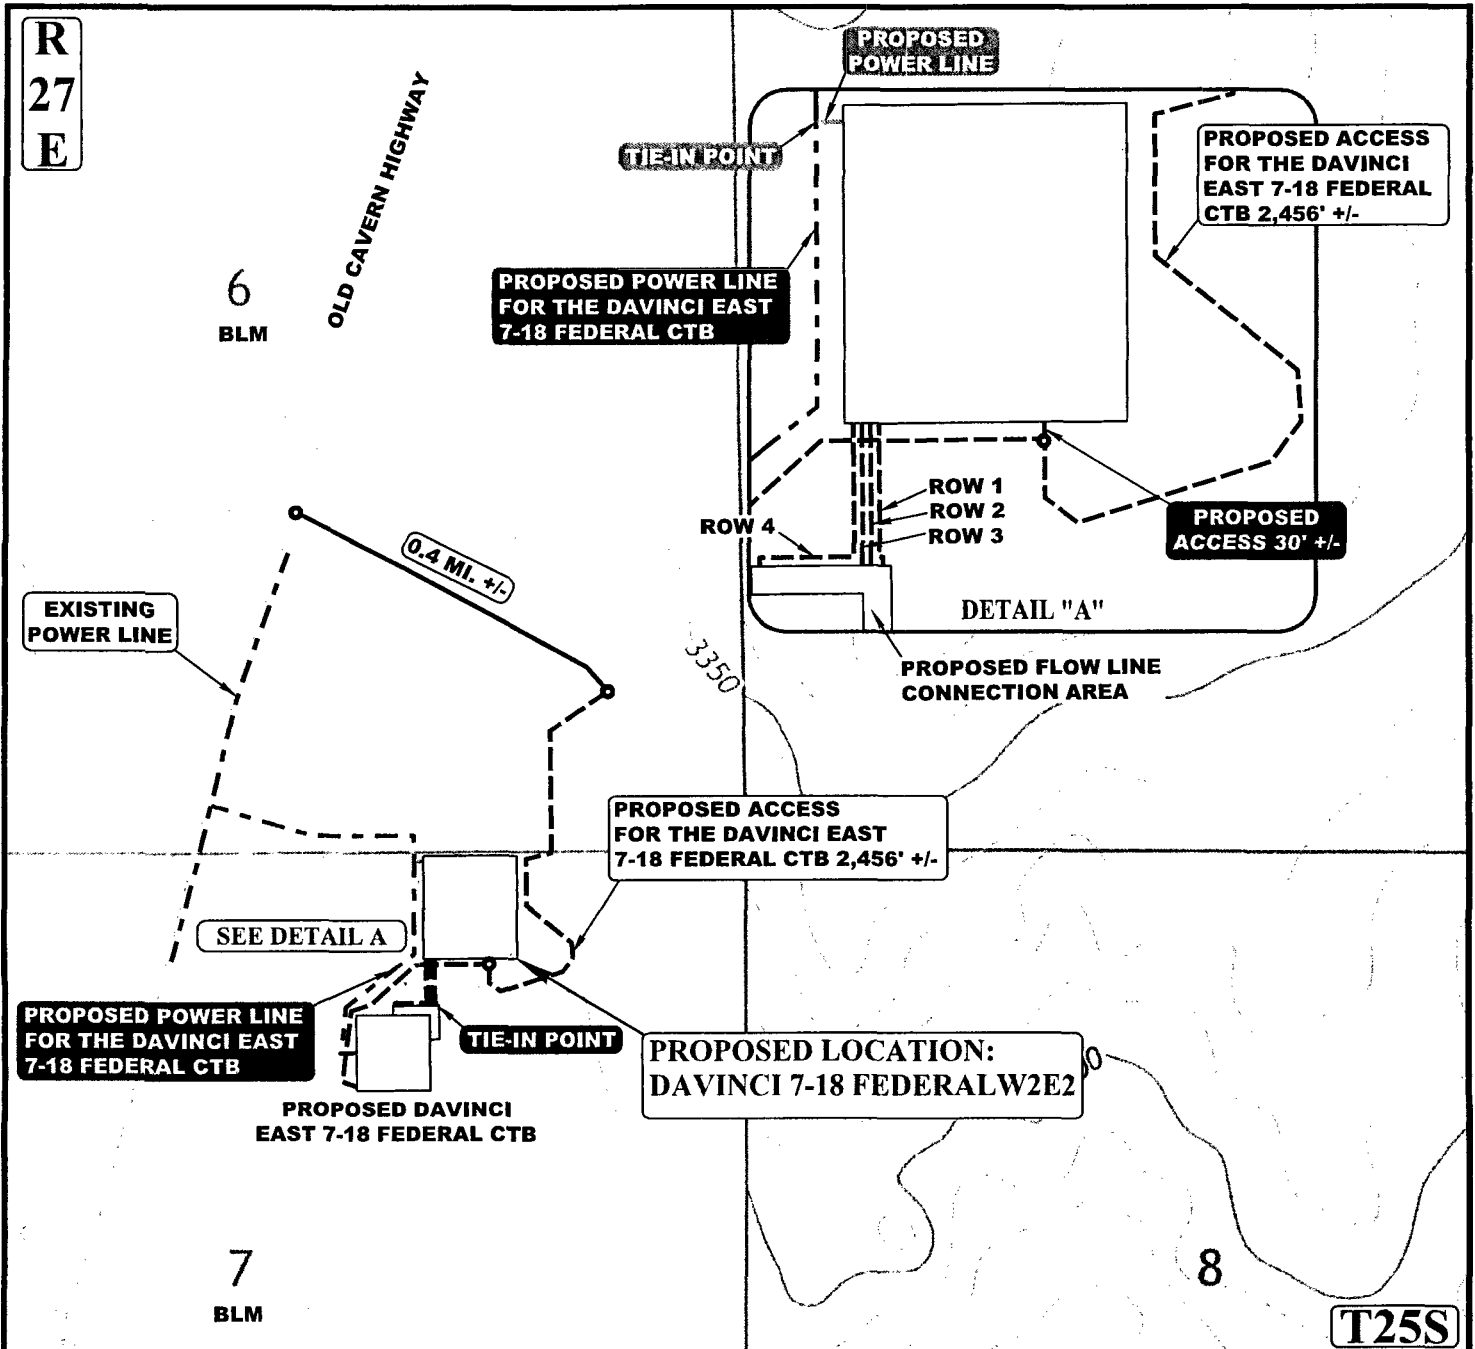 R
27
E
PROPOSED
POWER LINE
OLD CAVERN HIGHWAY
TIE-IN POINT
PROPOSED ACCESS
FOR THE DAVINCI
EAST 7-18 FEDERAL
CTB 2,456' +/-
6
BLM
PROPOSED POWER LINE
FOR THE DAVINCI EAST
7-18 FEDERAL CTB
ROW 1
ROW 2
ROW 3
ROW 4
PROPOSED
ACCESS 30' +/-
0.4 MI. +/-
DETAIL "A"
EXISTING
POWER LINE
3350
PROPOSED FLOW LINE
CONNECTION AREA
PROPOSED ACCESS
FOR THE DAVINCI EAST
7-18 FEDERAL CTB 2,456' +/-
SEE DETAIL A
PROPOSED POWER LINE
FOR THE DAVINCI EAST
7-18 FEDERAL CTB
TIE-IN POINT
PROPOSED LOCATION:
DAVINCI 7-18 FEDERALW2E2
PROPOSED DAVINCI
EAST 7-18 FEDERAL CTB
7
BLM
8
T25S